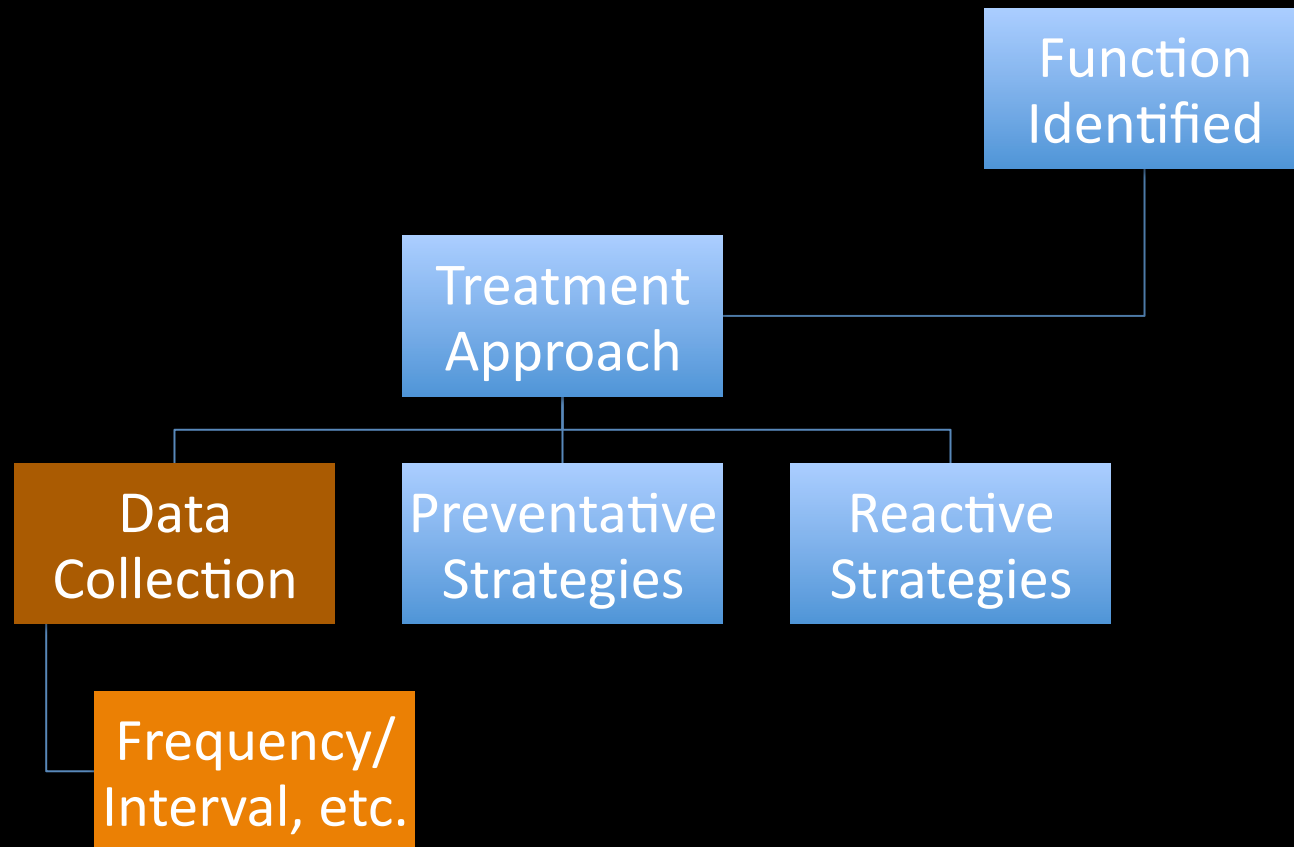 Function
Identified
Treatment
Approach
Data
Collection
Preventative
Strategies
Reactive
Strategies
Frequency/
Interval, etc.